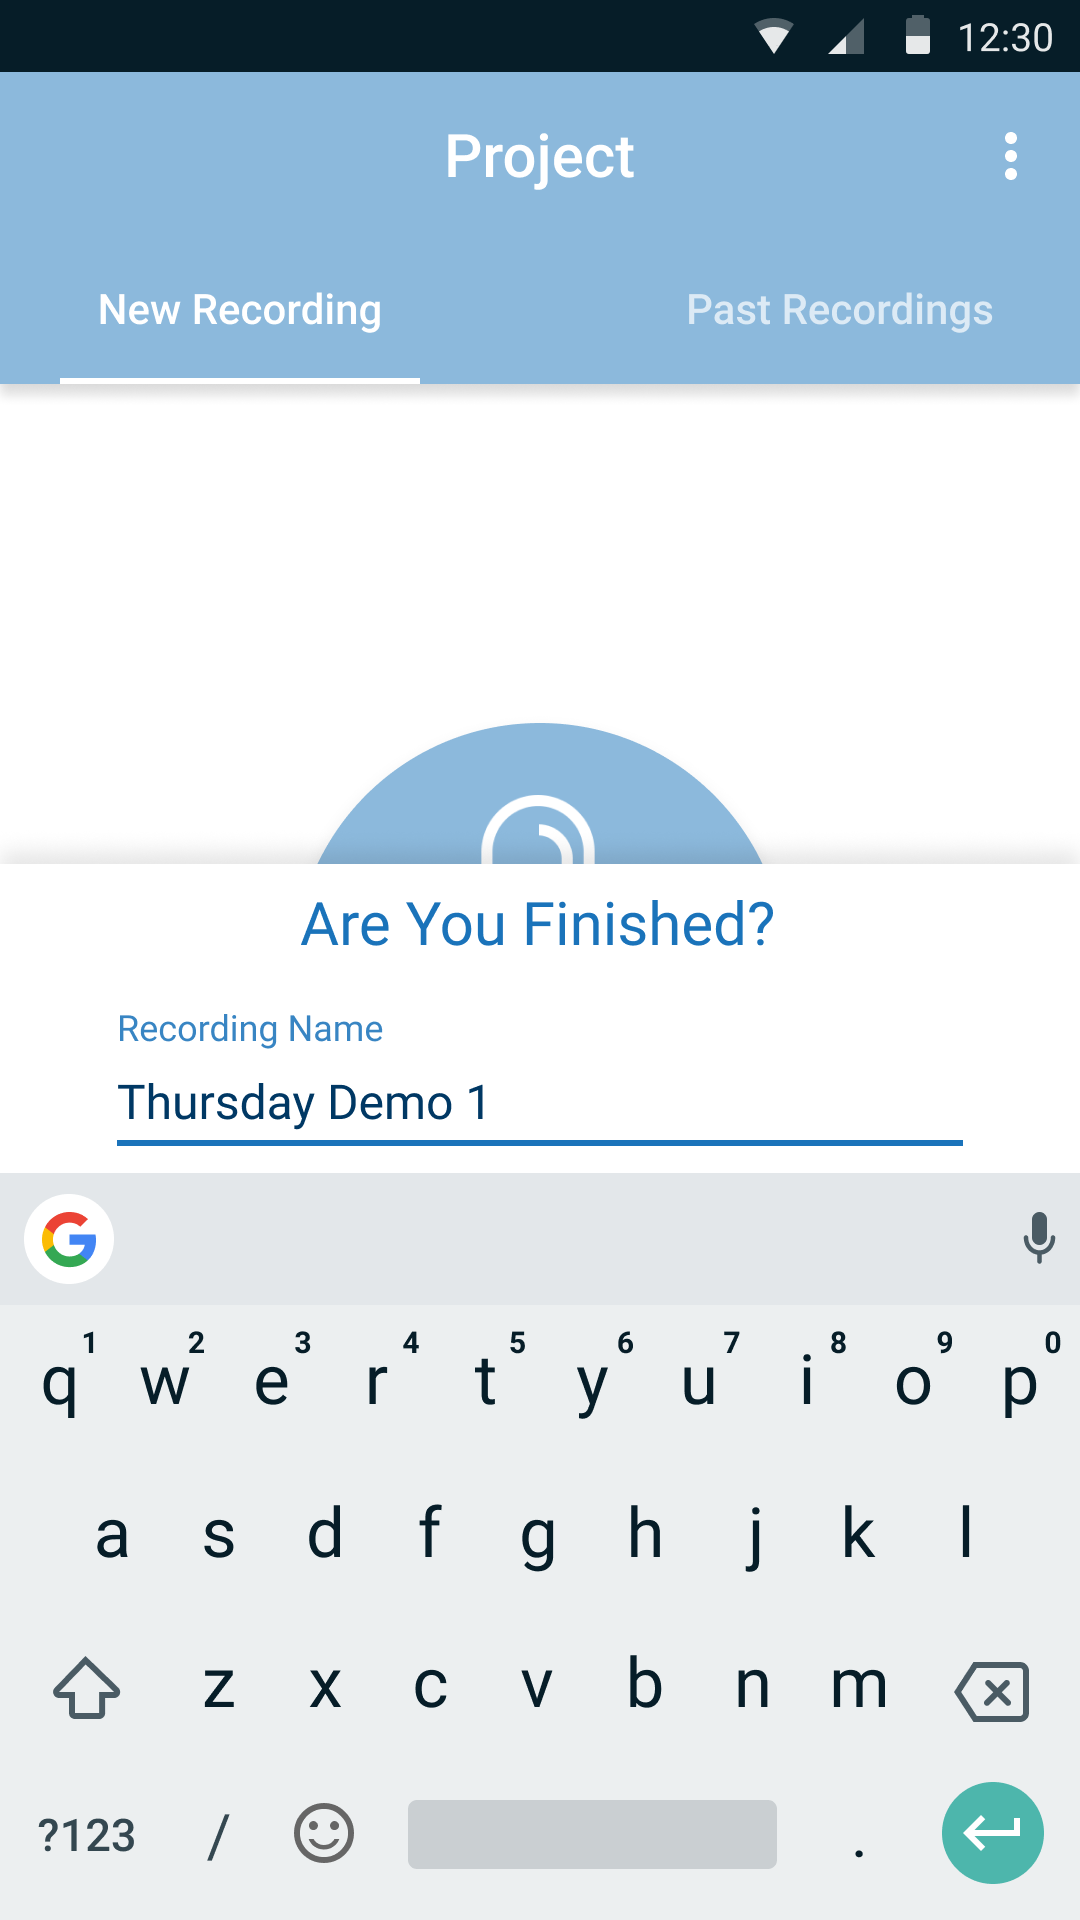 12:30
Project
New Recording Past Recordings
Are You Finished?
Recording Name
Thursday Demo 1
1 2 3 4 5 6 7 8 9 0
q w e r t y u i o p
a s d f g h j k l
z x c v b n m
?123 / .